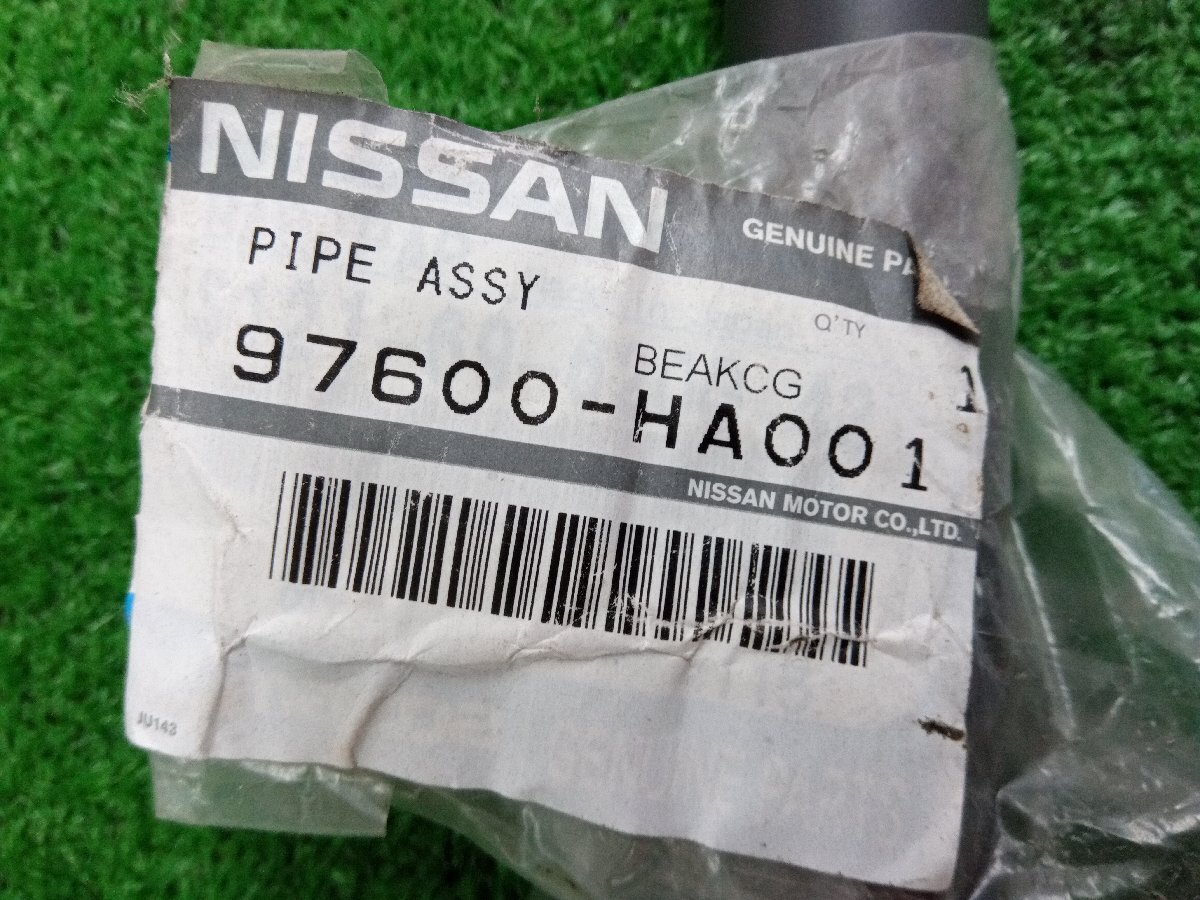 NISSAN
GENUINE PA
PIPE ASSY
Q'TY
BEAKCG
1
97600-HA001
NISSAN MOTOR CO.,LTD.
JU143